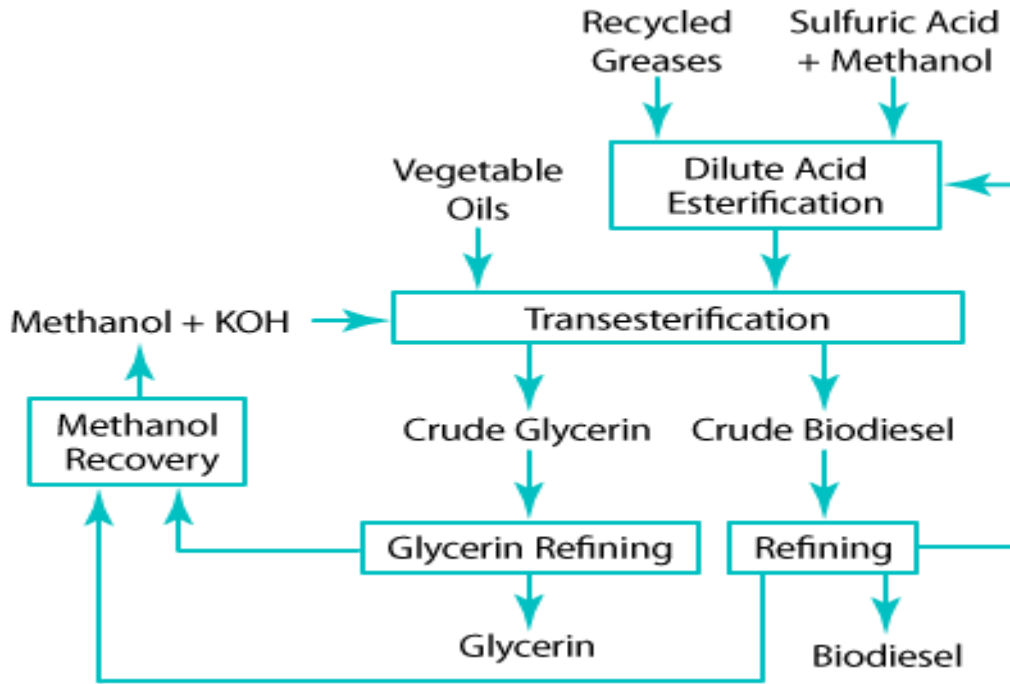 Recycled
Greases
Sulfuric Acid
+ Methanol
Vegetable
Oils
Dilute Acid
Esterification
Methanol + KOH
Transesterification
Methanol
Recovery
Crude Glycerin
Crude Biodiesel
Glycerin Refining
Refining
Glycerin
Biodiesel